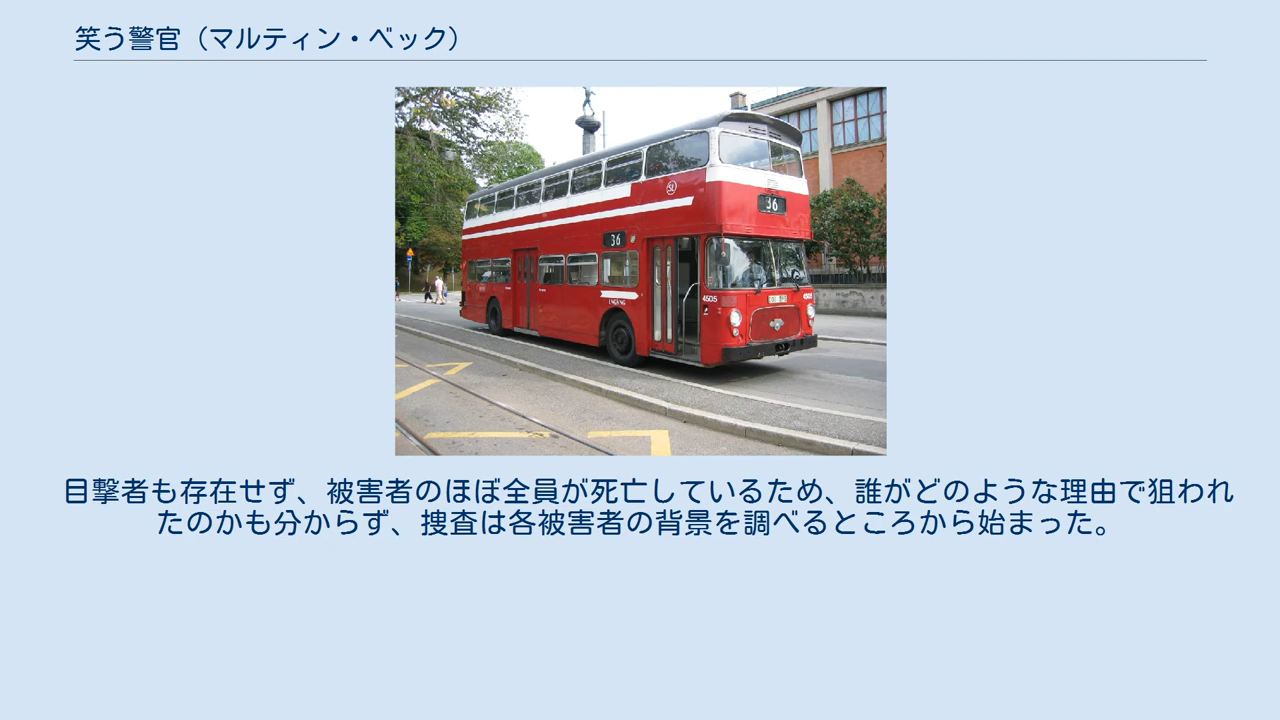 笑う警官（マルティン・ベック）
36
36
INGÅNG
4505
目撃者も存在せず、被害者のほぼ全員が死亡しているため、誰がどのような理由で狙われ
たのかも分からず、捜査は各被害者の背景を調べるところから始まった。